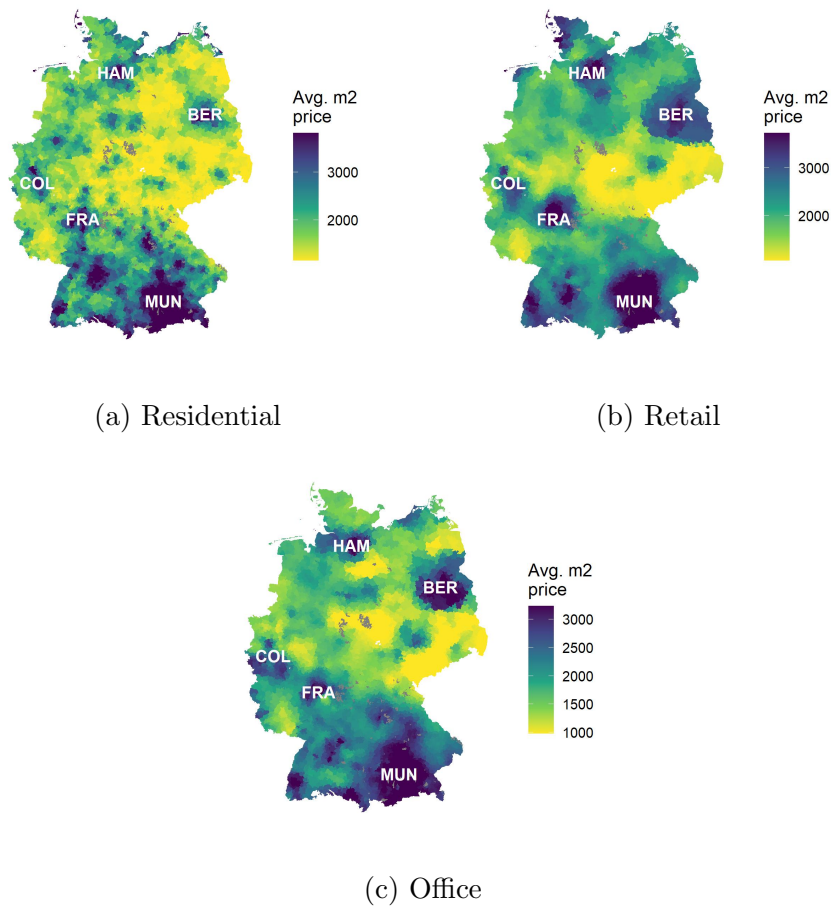 HAM
BER
COL
FRA
MUN
Avg. m2
price
3000
2000
(a) Residential
HAM
BER
COL
FRA
MUN
Avg. m2
price
3000
2000
(b) Retail
HAM
BER
COL
FRA
MUN
Avg. m2
price
3000
2500
2000
1500
1000
(c) Office